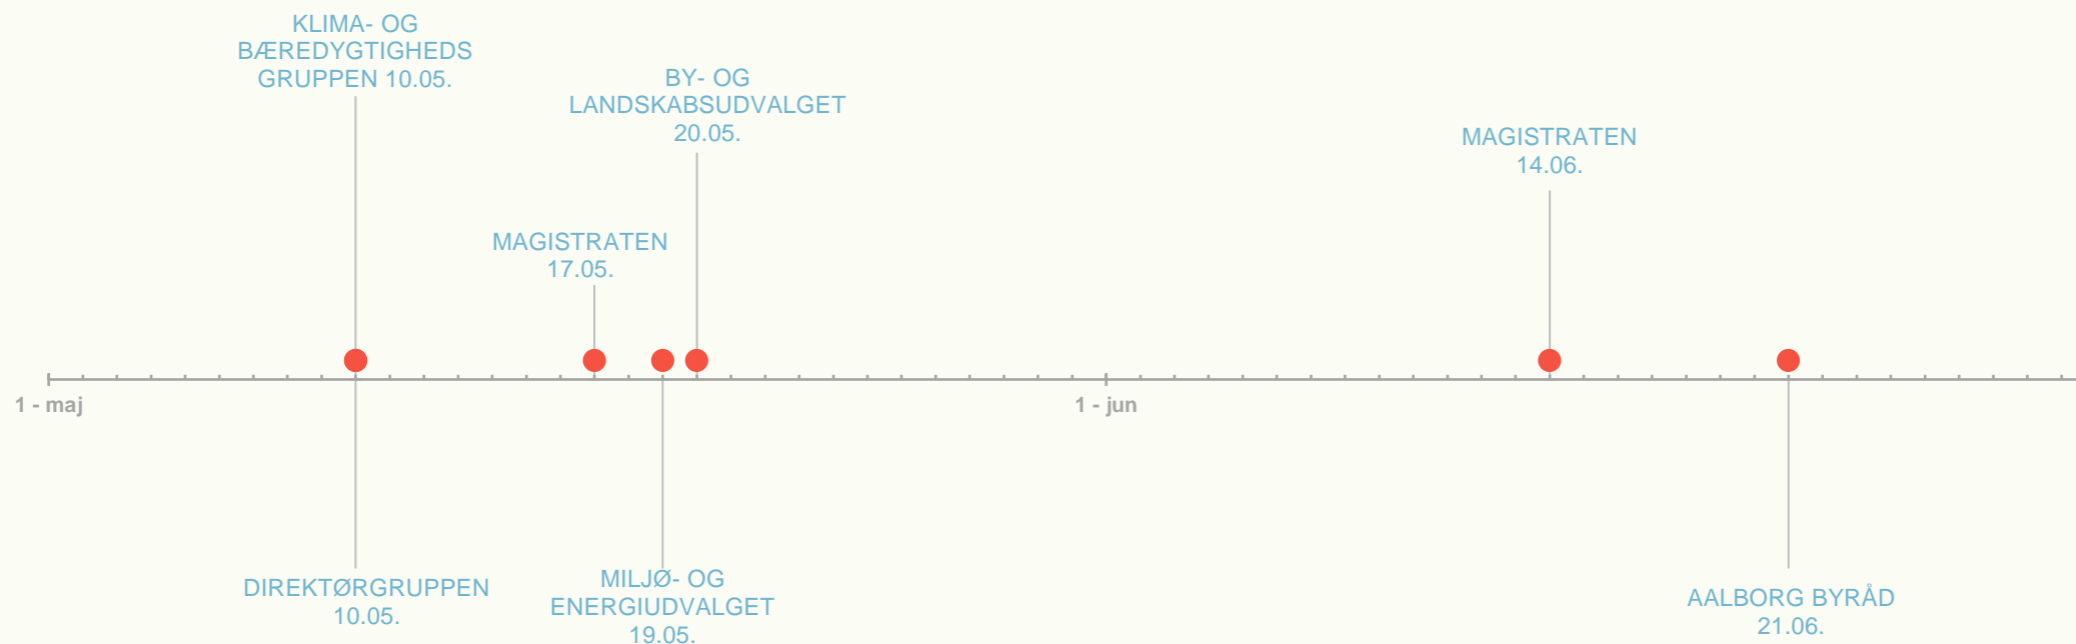 KLIMA- OG
BÆREDYGTIGHEDS
GRUPPEN 10.05.
BY- OG
LANDSKABSUDVALGET
20.05.
MAGISTRATEN
14.06.
MAGISTRATEN
17.05.
1 - maj
1 - jun
DIREKTØRGRUPPEN
10.05.
MILJØ- OG
ENERGIUDVALGET
19.05.
AALBORG BYRÅD
21.06.